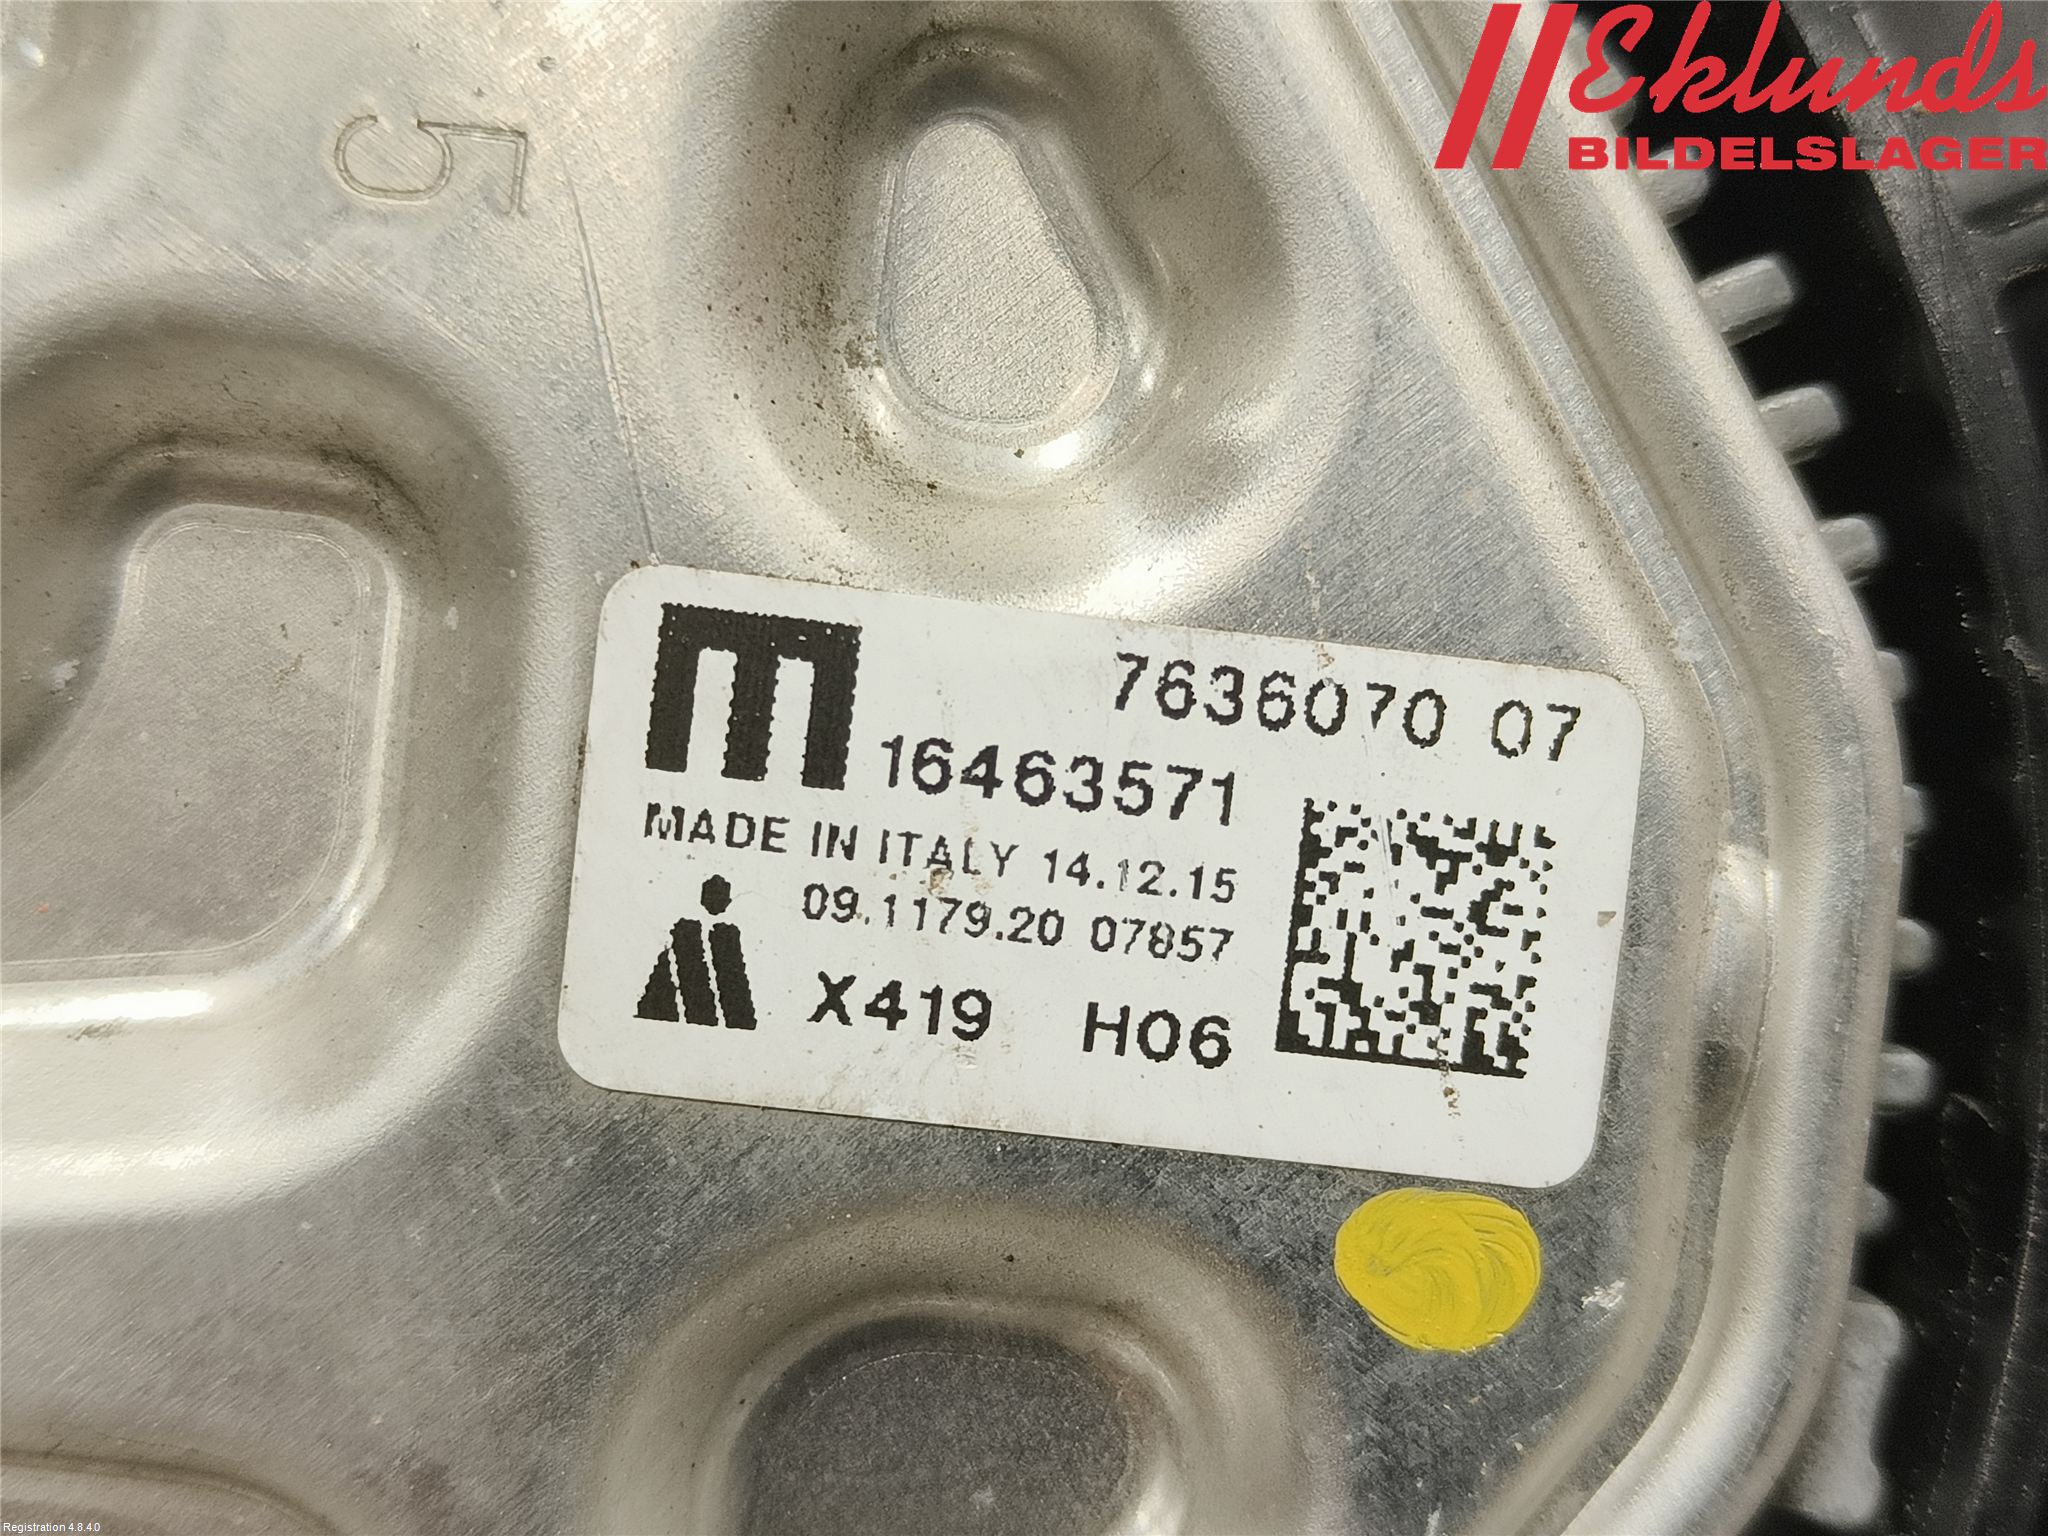 Eklunds
BILDELSLAGER
5
7636070 07
16463571
MADE IN ITALY 14.12.15
09.1179.20 07857
X419 H06
Registration 4.8.4.0